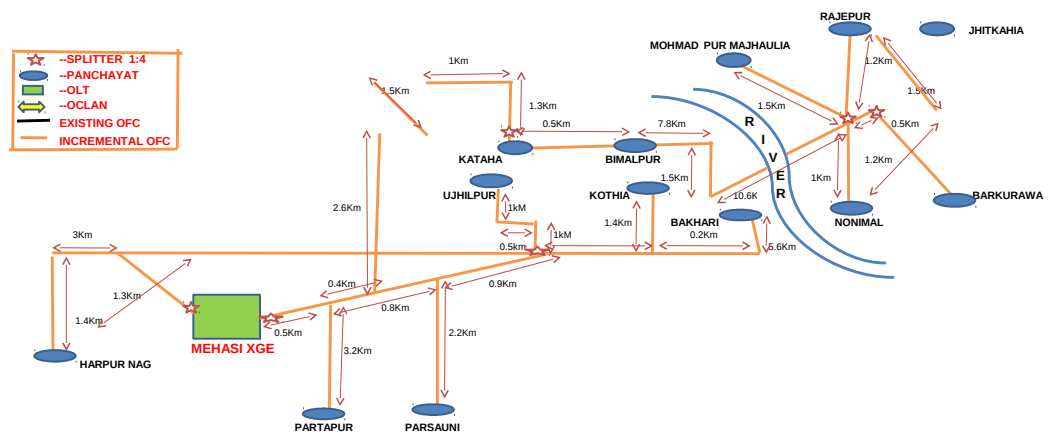 --SPLITTER 1:4
--PANCHAYAT
--OLT
--OCLAN
EXISTING OFC
INCREMENTAL OFC
RAJEPUR
JHITKAHIA
MOHMAD PUR MAJHAULIA
1Km
1.5Km
1.3Km
0.5Km
7.8Km
1.5Km
1.2Km
1.5Km
0.5Km
KATAHA
BIMALPUR
RIVER
1.2Km
UJHILPUR
KOTHIA
1.5Km
10.6K
1Km
BARKURAWA
2.6Km
1kM
1.4Km
BAKHARI
NONIMAL
3Km
0.5km
1kM
0.2Km
5.6Km
1.3Km
0.4Km
0.9Km
1.4Km
0.8Km
0.5Km
2.2Km
MEHASI XGE
3.2Km
HARPUR NAG
PARTAPUR
PARSAUNI